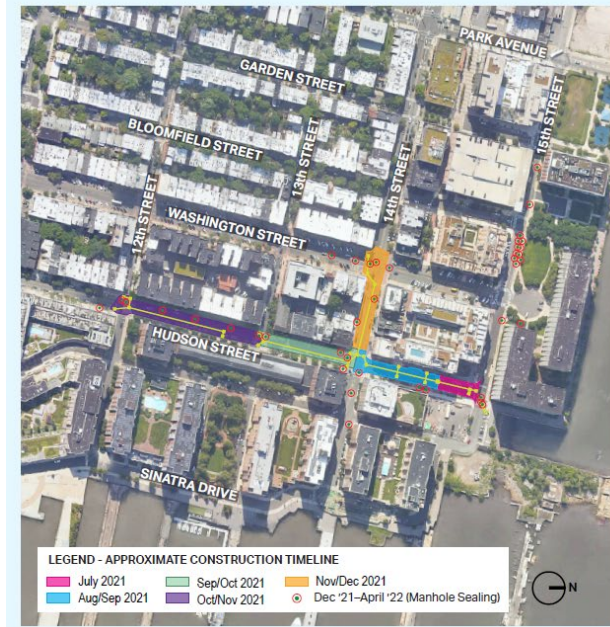 PARK AVENUE
GARDEN STREET
15th STREET
BLOOMFIELD STREET
13th STREET
14th STREET
WASHINGTON STREET
12th STREET
HUDSON STREET
SINATRA DRIVE
LEGEND - APPROXIMATE CONSTRUCTION TIMELINE
July 2021 Sep/Oct 2021 Nov/Dec 2021
Aug/Sep 2021 Oct/Nov 2021 Dec '21–April '22 (Manhole Sealing)
N